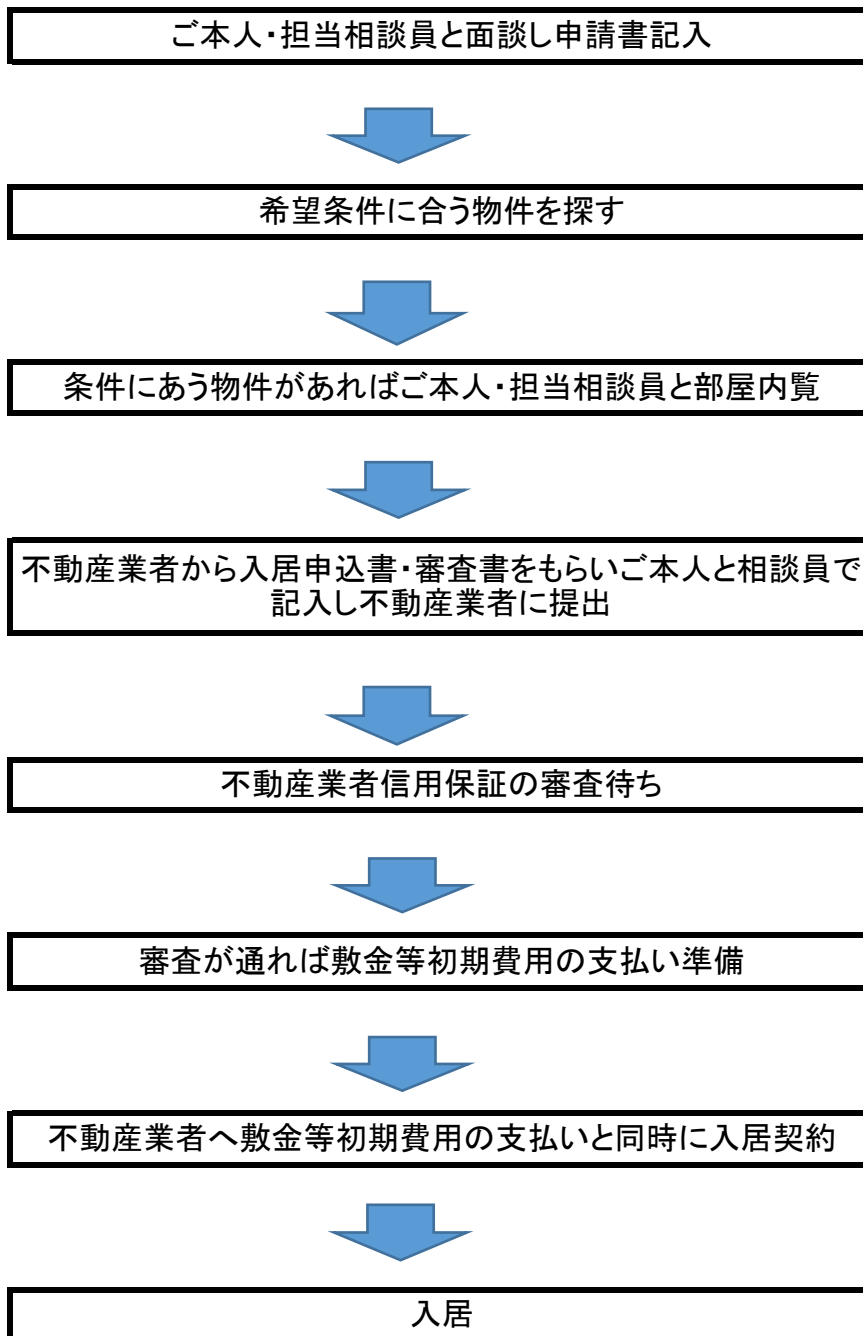 ご本人・担当相談員と面談し申請書記入
希望条件に合う物件を探す
条件にあう物件があればご本人・担当相談員と部屋内覧
不動産業者から入居申込書・審査書をもらいご本人と相談員で
記入し不動産業者に提出
不動産業者信用保証の審査待ち
審査が通れば敷金等初期費用の支払い準備
不動産業者へ敷金等初期費用の支払いと同時に入居契約
入居